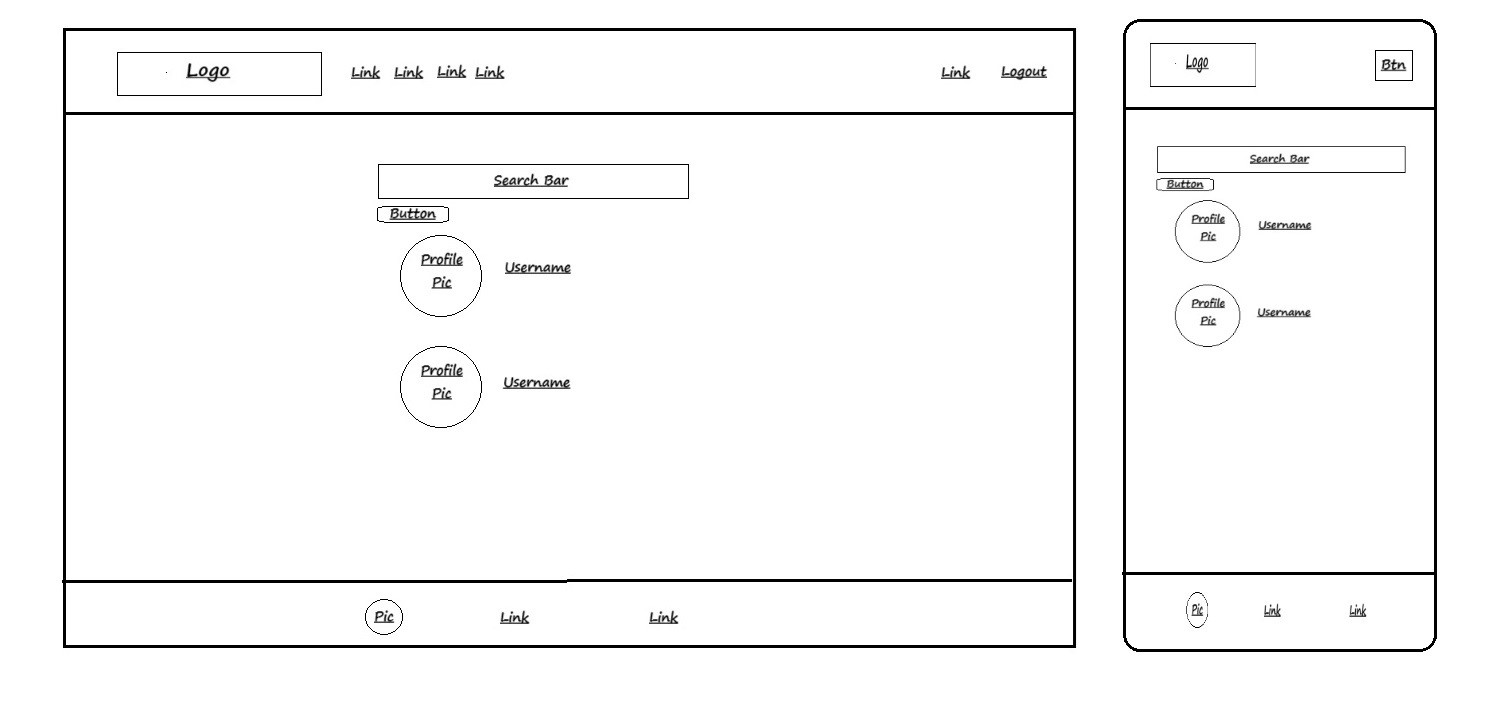 Logo
Link Link Link Link
Link Logout
Search Bar
Button
Profile
Pic
Username
Profile
Pic
Username
Pic Link Link
Logo
Btn
Search Bar
Button
Profile
Pic
Username
Profile
Pic
Username
Pic Link Link